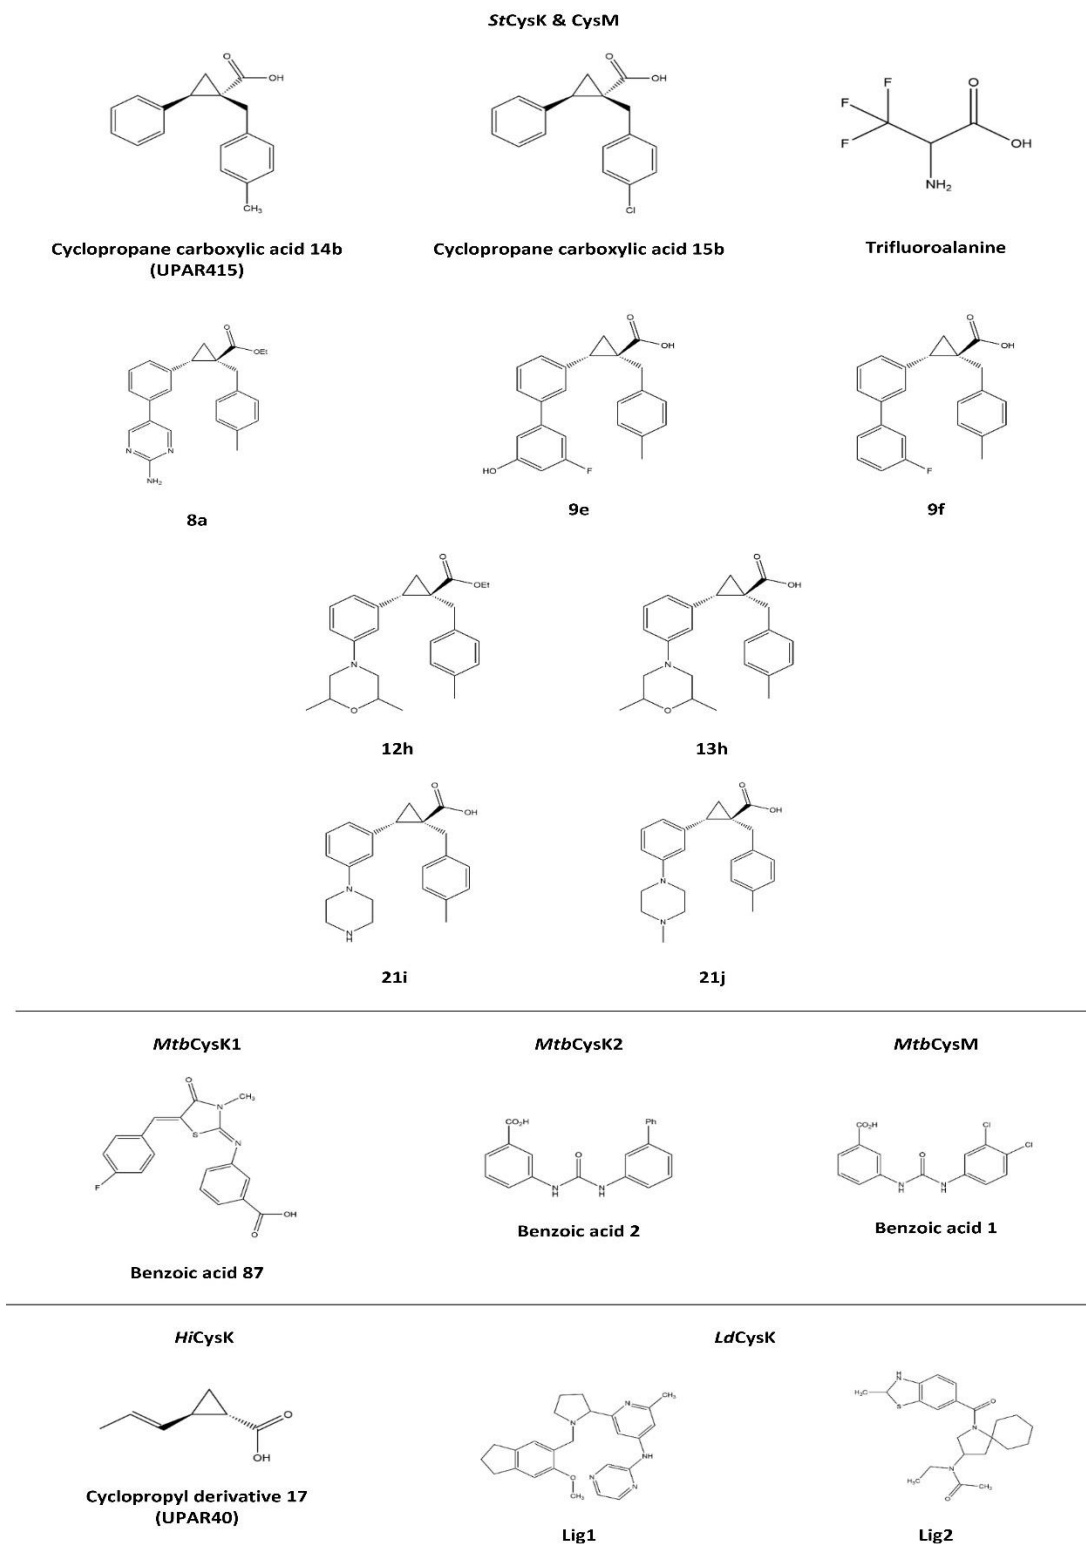 StCysK & CysM
O
OH
CH₃
Cyclopropane carboxylic acid 14b
(UPAR415)
O
OH
Cl
Cyclopropane carboxylic acid 15b
F
F
F
O
OH
NH₂
Trifluoroalanine
O
OEt
N
N
NH₂
8a
O
OH
HO
F
9e
O
OH
F
9f
O
OEt
N
O
12h
O
OH
N
O
13h
O
OH
N
N
H
21i
O
OH
N
N
21j
MtbCysK1
O
CH₃
N
S
N
F
OH
O
Benzoic acid 87
MtbCysK2
CO₂H
Ph
O
N
H
N
H
Benzoic acid 2
MtbCysM
CO₂H
Cl
Cl
O
N
H
N
H
Benzoic acid 1
HiCysK
O
OH
Cyclopropyl derivative 17
(UPAR40)
LdCysK
N
N
CH₃
NH
O
CH₃
N
N
Lig1
H
N
H₃C
S
O
N
N
H₃C
O
CH₃
Lig2